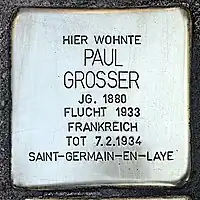 HIER WOHNTE
PAUL
GROSSER
JG. 1880
FLUCHT 1933
FRANKREICH
TOT 7.2.1934
SAINT-GERMAIN-EN-LAYE